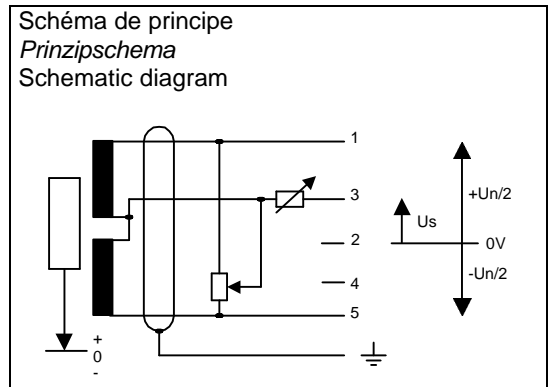 Schéma de principe
Prinzipschema
Schematic diagram
1
3
2
4
5
+Un/2
Us
0V
-Un/2
+
0
-